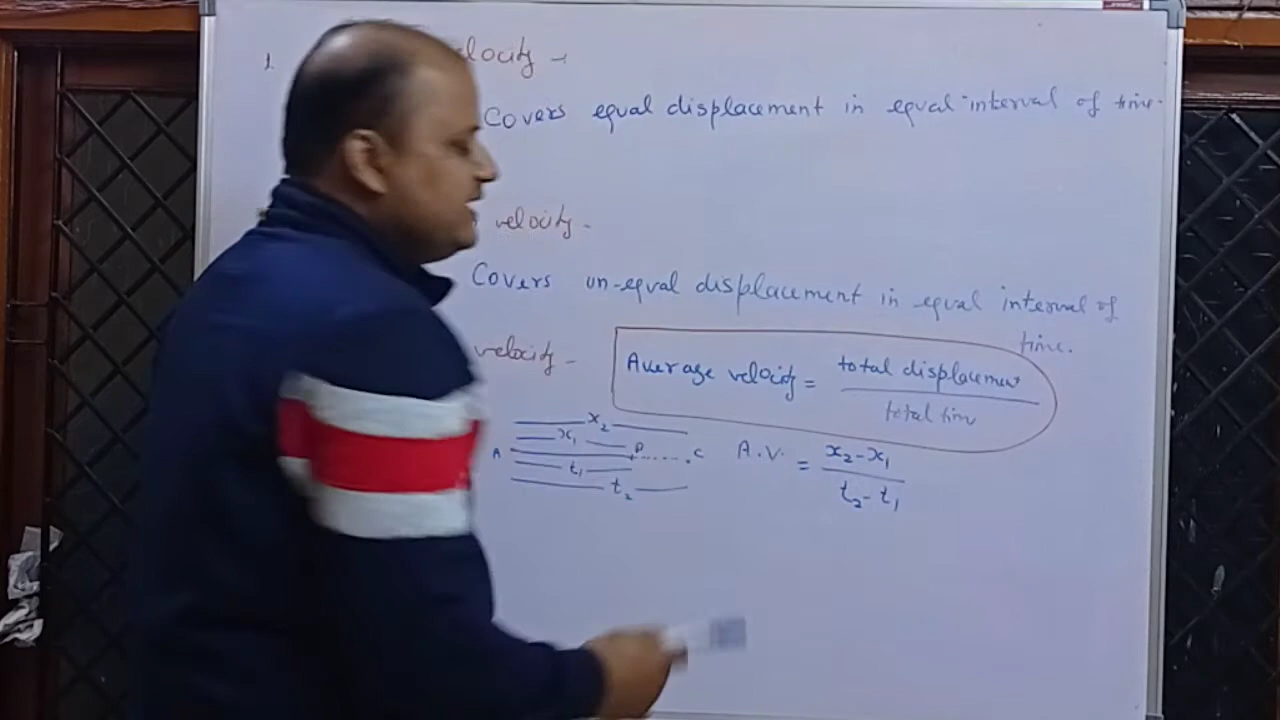 1. elocity -
Covers equal displacement in equal interval of time.
velocity -
Covers un-equal displacement in equal interval of
time.
velocity - Average velocity = total displacemen
total tim
x₂
x₁
A P C
t₁
t₂
A.V. = x₂-x₁
t₂-t₁